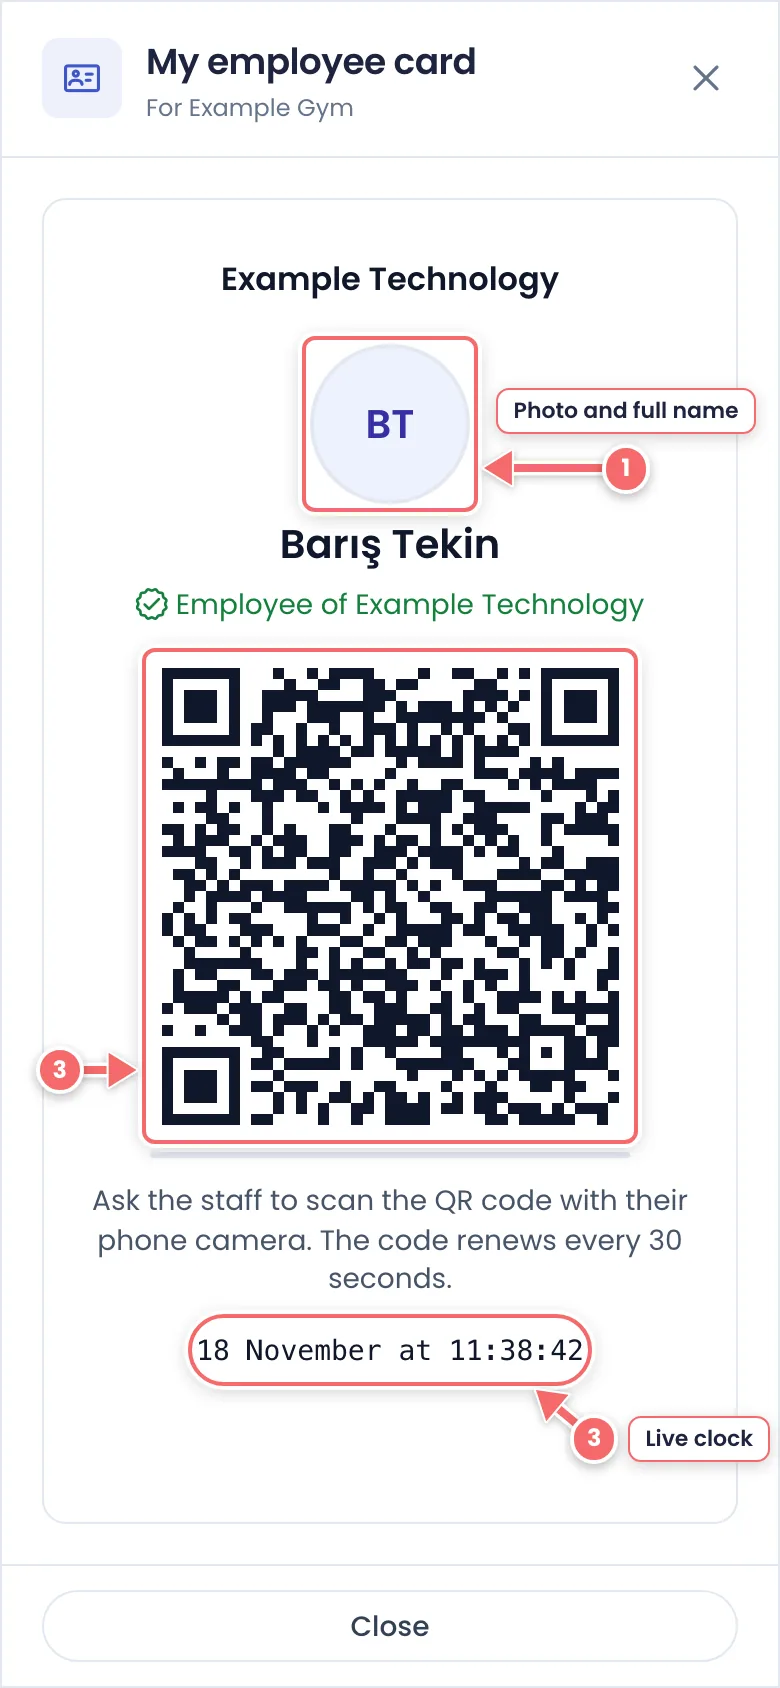 My employee card
For Example Gym
Example Technology
BT
Photo and full name
1
Barış Tekin
Employee of Example Technology
3
Ask the staff to scan the QR code with their
phone camera. The code renews every 30
seconds.
18 November at 11:38:42
3
Live clock
Close